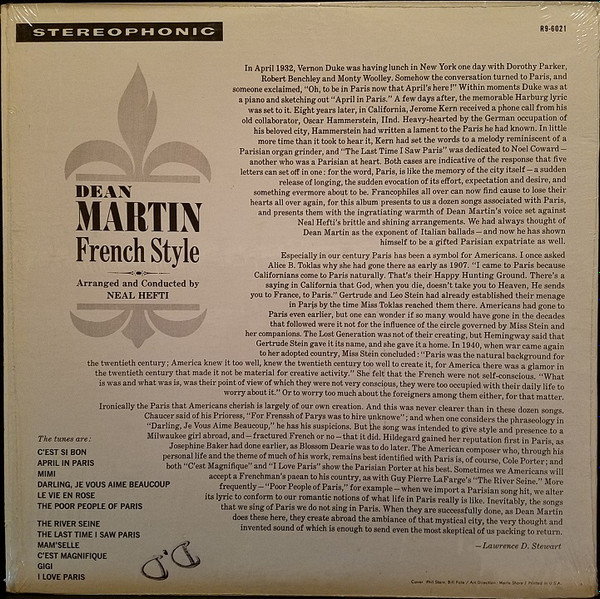 STEREOPHONIC
R9-6021
In April 1932, Vernon Duke was having lunch in New York one day with Dorothy Parker,
Robert Benchley and Monty Woolley. Somehow the conversation turned to Paris, and
someone exclaimed, "Oh, to be in Paris now that April's here!" Within moments Duke was at
a piano and sketching out "April in Paris." A few days after, the memorable Harburg lyric
was set to it. Eight years later, in California, Jerome Kern received a phone call from his
old collaborator, Oscar Hammerstein, IInd. Heavy-hearted by the German occupation of
his beloved city, Hammerstein had written a lament to the Paris he had known. In little
more time than it took to hear it, Kern had set the words to a melody reminiscent of a
Parisian organ grinder, and "The Last Time I Saw Paris" was dedicated to Noel Coward—
another who was a Parisian at heart. Both cases are indicative of the response that five
letters can set off in one: for the word, Paris, is like the memory of the city itself—a sudden
release of longing, the sudden evocation of its effort, expectation and desire, and
something evermore about to be. Francophiles all over can now find cause to lose their
hearts all over again, for this album presents to us a dozen songs associated with Paris,
and presents them with the ingratiating warmth of Dean Martin's voice set against
Neal Hefti's brittle and shining arrangements. We had always thought of
Dean Martin as the exponent of Italian ballads—and now he has shown
himself to be a gifted Parisian expatriate as well.
DEAN
MARTIN
French Style
Arranged and Conducted by
NEAL HEFTI
Especially in our century Paris has been a symbol for Americans. I once asked
Alice B. Toklas why she had gone there as early as 1907. "I came to Paris because
Californians come to Paris naturally. That's their Happy Hunting Ground. There's a
saying in California that God, when you die, doesn't take you to Heaven, He sends
you to France, to Paris." Gertrude and Leo Stein had already established their menage
in Paris by the time Miss Toklas reached them there. Americans had gone to
Paris even earlier, but one can wonder if so many would have gone in the decades
that followed were it not for the influence of the circle governed by Miss Stein and
her companions. The Lost Generation was not of their creating, but Hemingway said that
Gertrude Stein gave it its name, and she gave it a home. In 1940, when war came again
to her adopted country, Miss Stein concluded: "Paris was the natural background for
the twentieth century; America knew it too well, knew the twentieth century too well to create it, for America there was a glamor in
the twentieth century that made it not be material for creative activity." She felt that the French were not self-conscious. "What
is was and what was is, was their point of view of which they were not very conscious, they were too occupied with their daily life to
worry about it." Or to worry too much about the foreigners among them either, for that matter.
Ironically the Paris that Americans cherish is largely of our own creation. And this was never clearer than in these dozen songs.
Chaucer said of his Prioress, "For Frenssh of Parys was to hire unknowe"; and when one considers the phraseology in
"Darling, Je Vous Aime Beaucoup," he has his suspicions. But the song was intended to give style and presence to a
Milwaukee girl abroad, and—fractured French or no—that it did. Hildegard gained her reputation first in Paris, as
Josephine Baker had done earlier, as Blossom Dearie was to do later. The American composer who, through his
personal life and the theme of much of his work, remains best identified with Paris is, of course, Cole Porter; and
both "C'est Magnifique" and "I Love Paris" show the Parisian Porter at his best. Sometimes we Americans will
accept a Frenchman's paean to his country, as with Guy Pierre LaFarge's "The River Seine." More
frequently—"Poor People of Paris," for example—when we import a Parisian song hit, we alter
its lyric to conform to our romantic notions of what life in Paris really is like. Inevitably, the songs
that we sing of Paris we do not sing in Paris. When they are successfully done, as Dean Martin
does these here, they create abroad the ambiance of that mystical city, the very thought and
invented sound of which is enough to send even the most skeptical of us packing to return.
—Lawrence D. Stewart
The tunes are:
C'EST SI BON
APRIL IN PARIS
MIMI
DARLING, JE VOUS AIME BEAUCOUP
LE VIE EN ROSE
THE POOR PEOPLE OF PARIS
THE RIVER SEINE
THE LAST TIME I SAW PARIS
MAM'SELLE
C'EST MAGNIFIQUE
GIGI
I LOVE PARIS